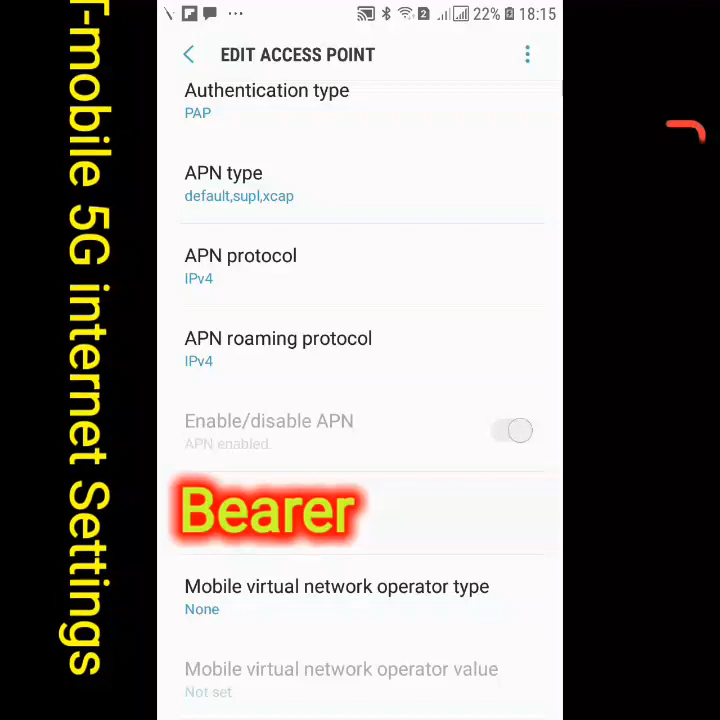 T-mobile 5G internet Settings
2 22% 18:15
EDIT ACCESS POINT
Authentication type
PAP
APN type
default,supl,xcap
APN protocol
IPv4
APN roaming protocol
IPv4
Enable/disable APN
APN enabled.
Bearer
Mobile virtual network operator type
None
Mobile virtual network operator value
Not set